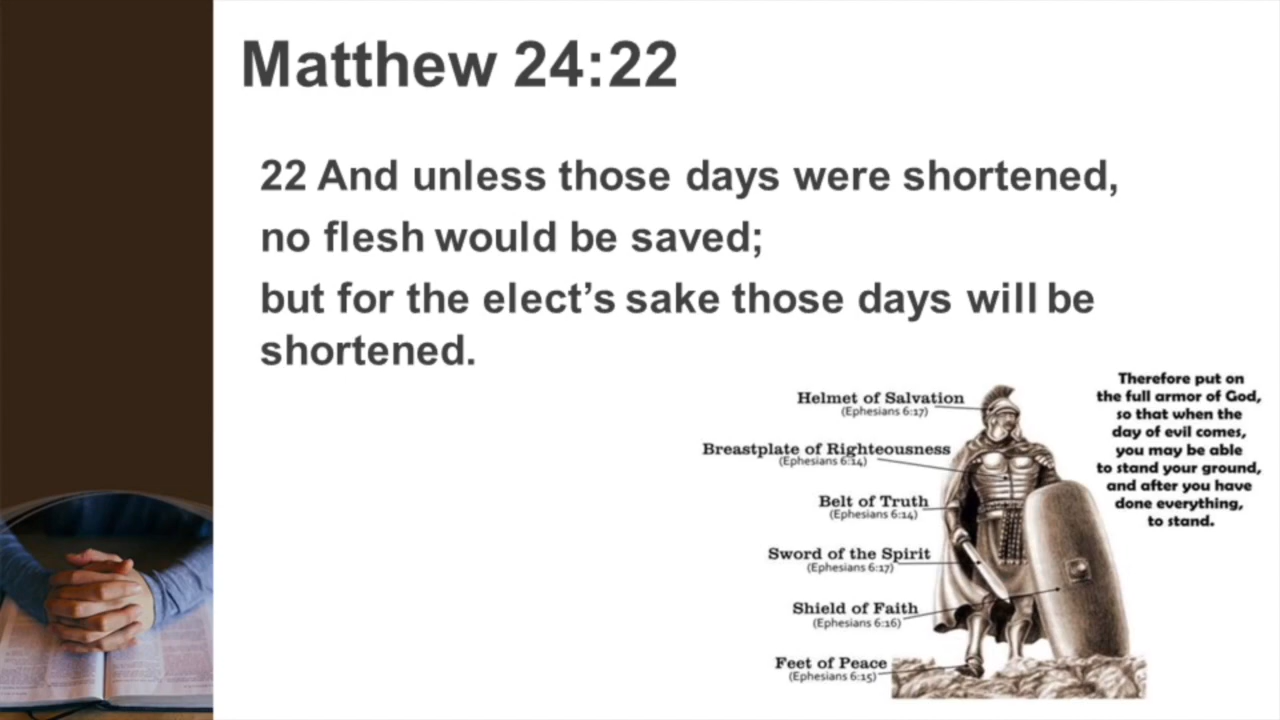 Matthew 24:22
22 And unless those days were shortened,
no flesh would be saved;
but for the elect’s sake those days will be
shortened.
Helmet of Salvation
(Ephesians 6:17)
Breastplate of Righteousness
(Ephesians 6:14)
Belt of Truth
(Ephesians 6:14)
Sword of the Spirit
(Ephesians 6:17)
Shield of Faith
(Ephesians 6:16)
Feet of Peace
(Ephesians 6:15)
Therefore put on
the full armor of God,
so that when the
day of evil comes,
you may be able
to stand your ground,
and after you have
done everything,
to stand.